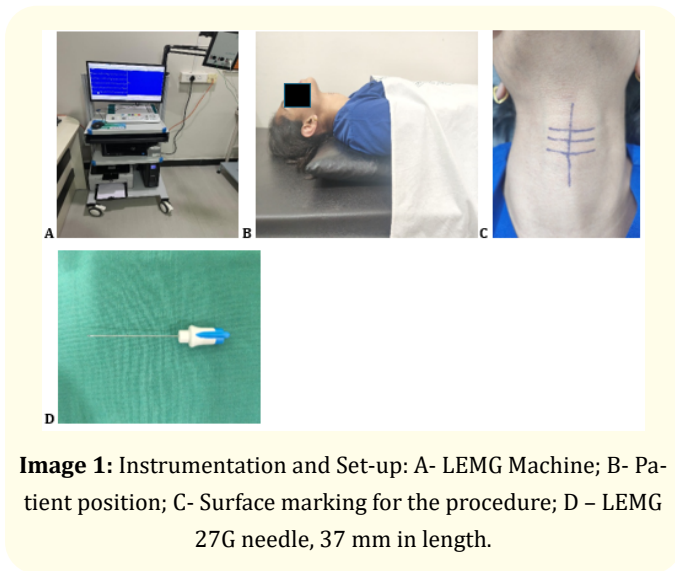 A
B
C
D
Image 1: Instrumentation and Set-up: A- LEMG Machine; B- Pa-
tient position; C- Surface marking for the procedure; D – LEMG
27G needle, 37 mm in length.